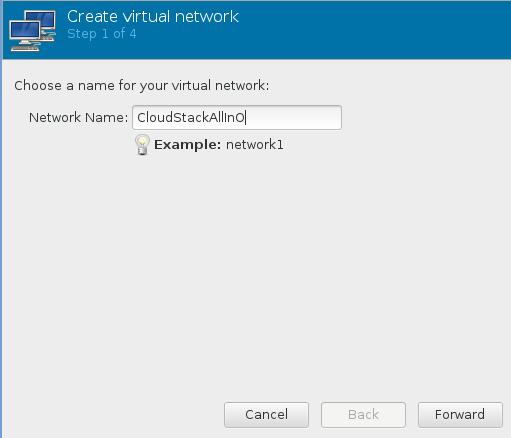 Create virtual network
Step 1 of 4
Choose a name for your virtual network:
Network Name: CloudStackAllInO
Example: network1
Cancel Back Forward